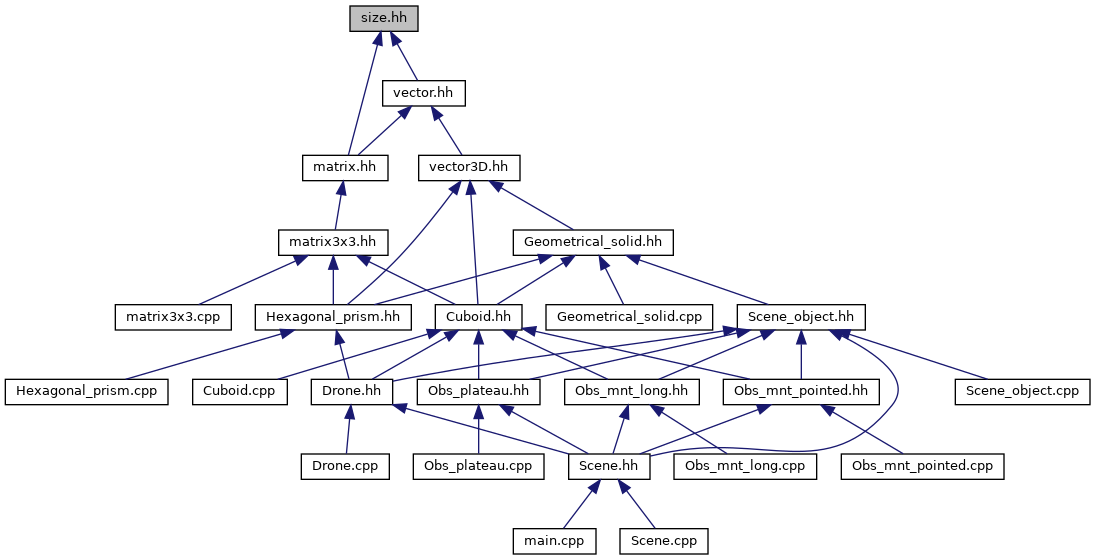 size.hh
vector.hh
matrix.hh
vector3D.hh
matrix3x3.hh
Geometrical_solid.hh
matrix3x3.cpp
Hexagonal_prism.hh
Cuboid.hh
Geometrical_solid.cpp
Scene_object.hh
Hexagonal_prism.cpp
Cuboid.cpp
Drone.hh
Obs_plateau.hh
Obs_mnt_long.hh
Obs_mnt_pointed.hh
Scene_object.cpp
Drone.cpp
Obs_plateau.cpp
Scene.hh
Obs_mnt_long.cpp
Obs_mnt_pointed.cpp
main.cpp
Scene.cpp